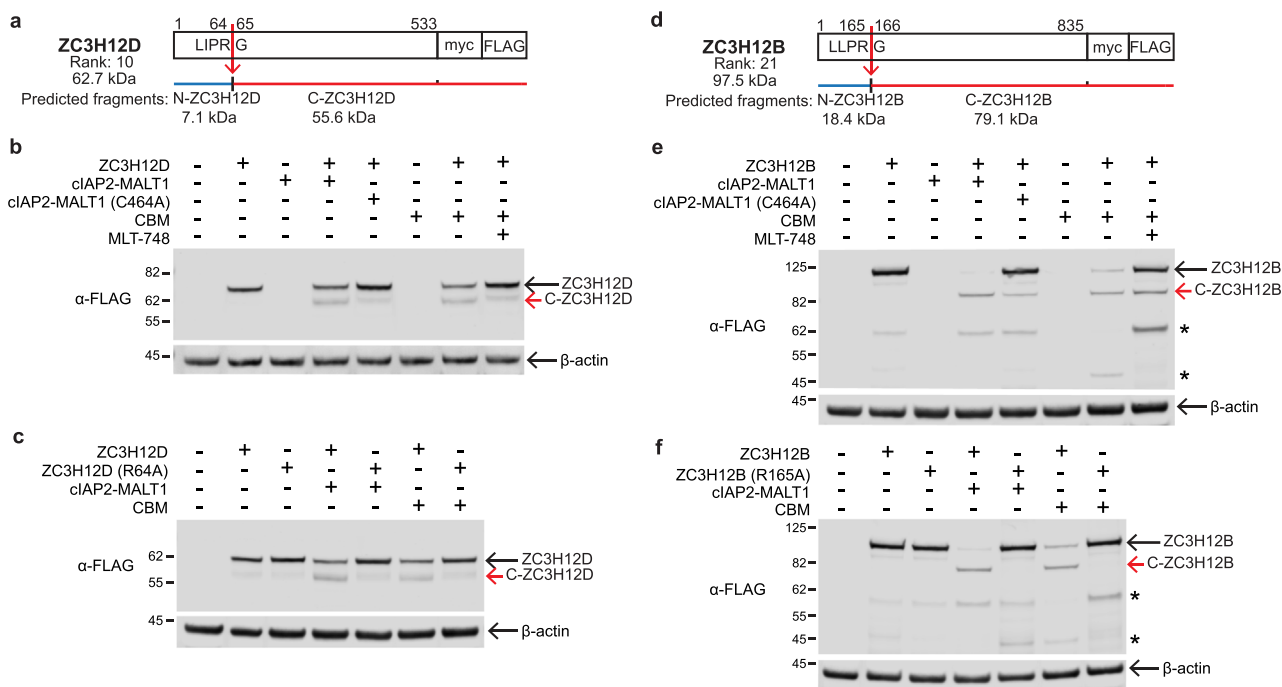 a
1 64 65 533
ZC3H12D LIPR G myc FLAG
Rank: 10
62.7 kDa
Predicted fragments: N-ZC3H12D C-ZC3H12D
7.1 kDa 55.6 kDa
b
ZC3H12D - + - + + - + +
cIAP2-MALT1 - - + + - - - -
cIAP2-MALT1 (C464A) - - - - + - - -
CBM - - - - - + + +
MLT-748 - - - - - - - +
82
ZC3H12D
62
C-ZC3H12D
α-FLAG
55
45
β-actin
c
ZC3H12D - + - + - + -
ZC3H12D (R64A) - - + - + - +
cIAP2-MALT1 - - - + + - -
CBM - - - - - + +
62
ZC3H12D
α-FLAG
C-ZC3H12D
55
45
β-actin
d
1 165 166 835
ZC3H12B LLPR G myc FLAG
Rank: 21
97.5 kDa
Predicted fragments: N-ZC3H12B C-ZC3H12B
18.4 kDa 79.1 kDa
e
ZC3H12B - + - + + - + +
cIAP2-MALT1 - - + + - - - -
cIAP2-MALT1 (C464A) - - - - + - - -
CBM - - - - - + + +
MLT-748 - - - - - - - +
125
ZC3H12B
C-ZC3H12B
82
α-FLAG
62
*
55
*
45
45
β-actin
f
ZC3H12B - + - + - + -
ZC3H12B (R165A) - - + - + - +
cIAP2-MALT1 - - - + + - -
CBM - - - - - + +
125
ZC3H12B
82
C-ZC3H12B
α-FLAG
62
*
55
45
*
45
β-actin